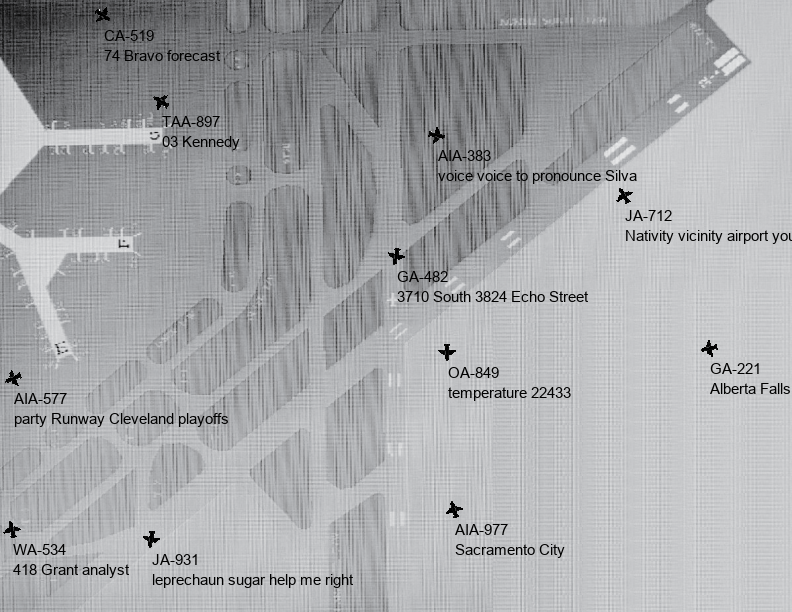 CA-519
74 Bravo forecast
TAA-897
03 Kennedy
AIA-383
voice voice to pronounce Silva
JA-712
Nativity vicinity airport you
GA-482
3710 South 3824 Echo Street
OA-849
temperature 22433
GA-221
Alberta Falls
AIA-577
party Runway Cleveland playoffs
AIA-977
Sacramento City
WA-534
418 Grant analyst
JA-931
leprechaun sugar help me right